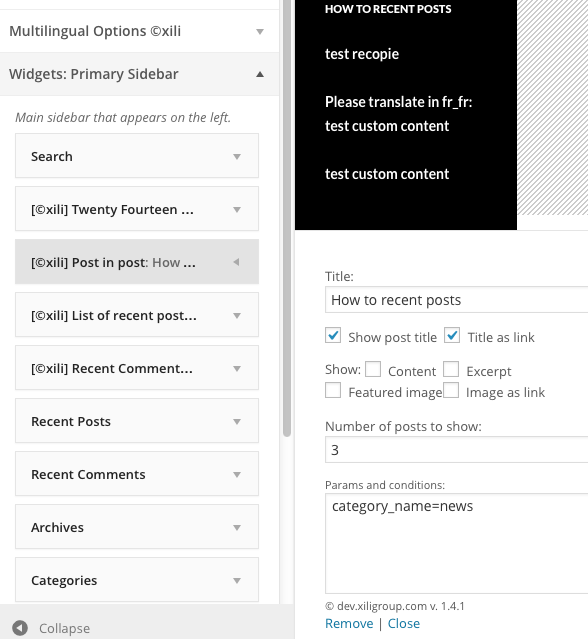 Multilingual Options ©xili
Widgets: Primary Sidebar
Main sidebar that appears on the left.
Search
[©xili] Twenty Fourteen ...
[©xili] Post in post: How ...
[©xili] List of recent post...
[©xili] Recent Comment...
Recent Posts
Recent Comments
Archives
Categories
Collapse
HOW TO RECENT POSTS
test recopie
Please translate in fr_fr:
test custom content
test custom content
Title:
How to recent posts
Show post title Title as link
Show: Content Excerpt
Featured image Image as link
Number of posts to show:
3
Params and conditions:
category_name=news
© dev.xiligroup.com v. 1.4.1
Remove | Close